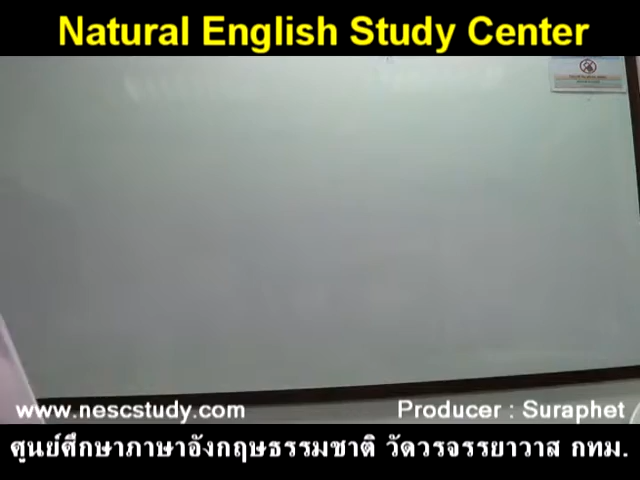 Natural English Study Center
www.nescstudy.com
Producer : Suraphet
ศูนย์ศึกษาภาษาอังกฤษธรรมชาติ วัดวรจรรยาวาส กทม.